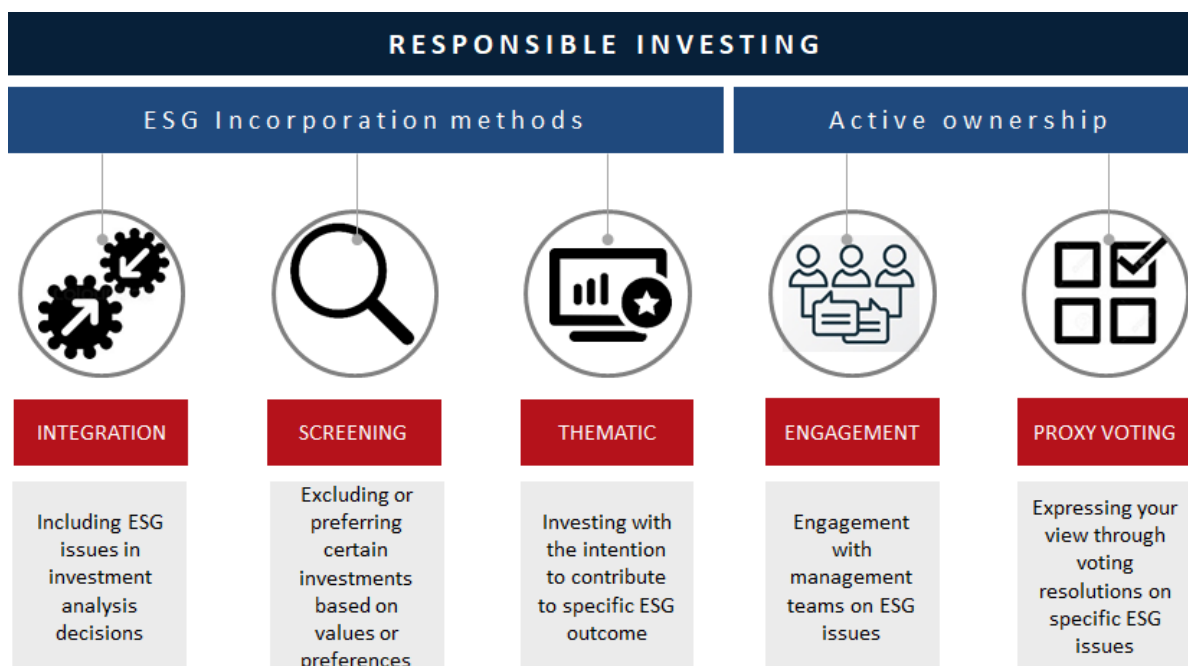 RESPONSIBLE INVESTING
ESG Incorporation methods
Active ownership
INTEGRATION
Including ESG
issues in
investment
analysis
decisions
SCREENING
Excluding or
preferring
certain
investments
based on
values or
preferences
THEMATIC
Investing with
the intention
to contribute
to specific ESG
outcome
ENGAGEMENT
Engagement
with
management
teams on ESG
issues
PROXY VOTING
Expressing your
view through
voting
resolutions on
specific ESG
issues